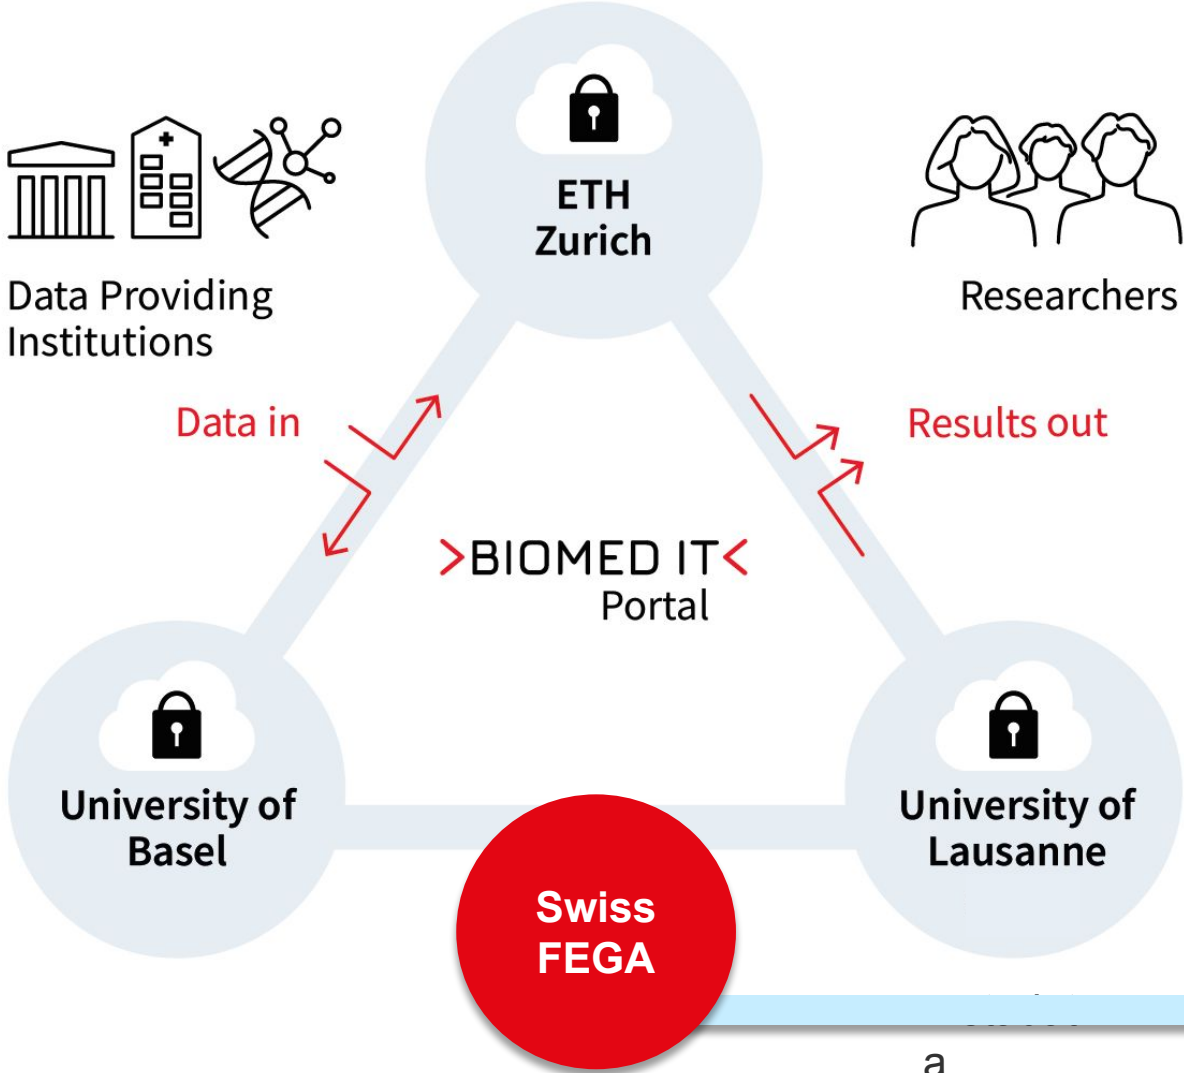 ETH
Zurich
Data Providing
Institutions
Researchers
Data in
Results out
>BIOMED IT<
Portal
University of
Basel
University of
Lausanne
Swiss
FEGA
a